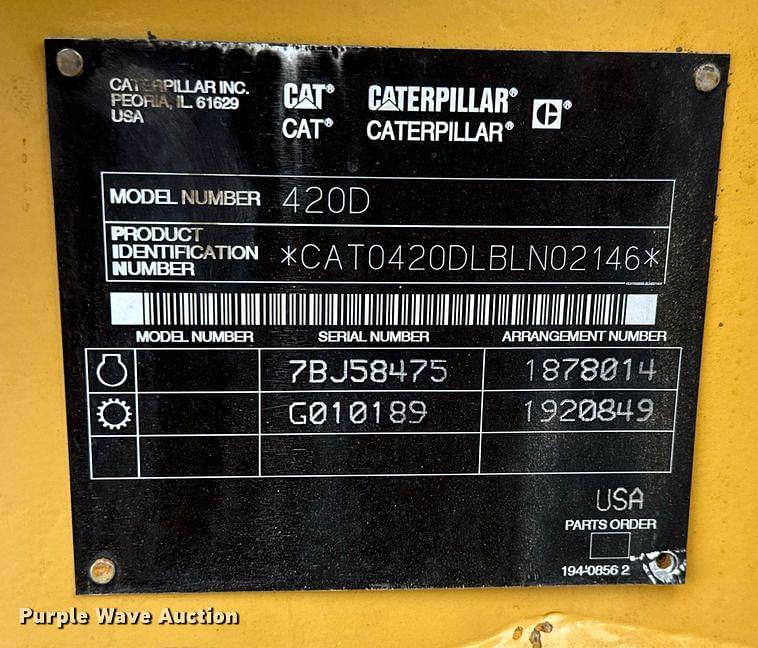 CATERPILLAR INC.
PEORIA, IL. 61629
USA
CAT® CATERPILLAR® ®
CAT® CATERPILLAR®
MODEL NUMBER 420D
PRODUCT
IDENTIFICATION
NUMBER *CAT0420DLBLN02146*
MODEL NUMBER SERIAL NUMBER ARRANGEMENT NUMBER
7BJ58475 1878014
G010189 1920849
USA
PARTS ORDER
194-0856 2
Purple Wave Auction